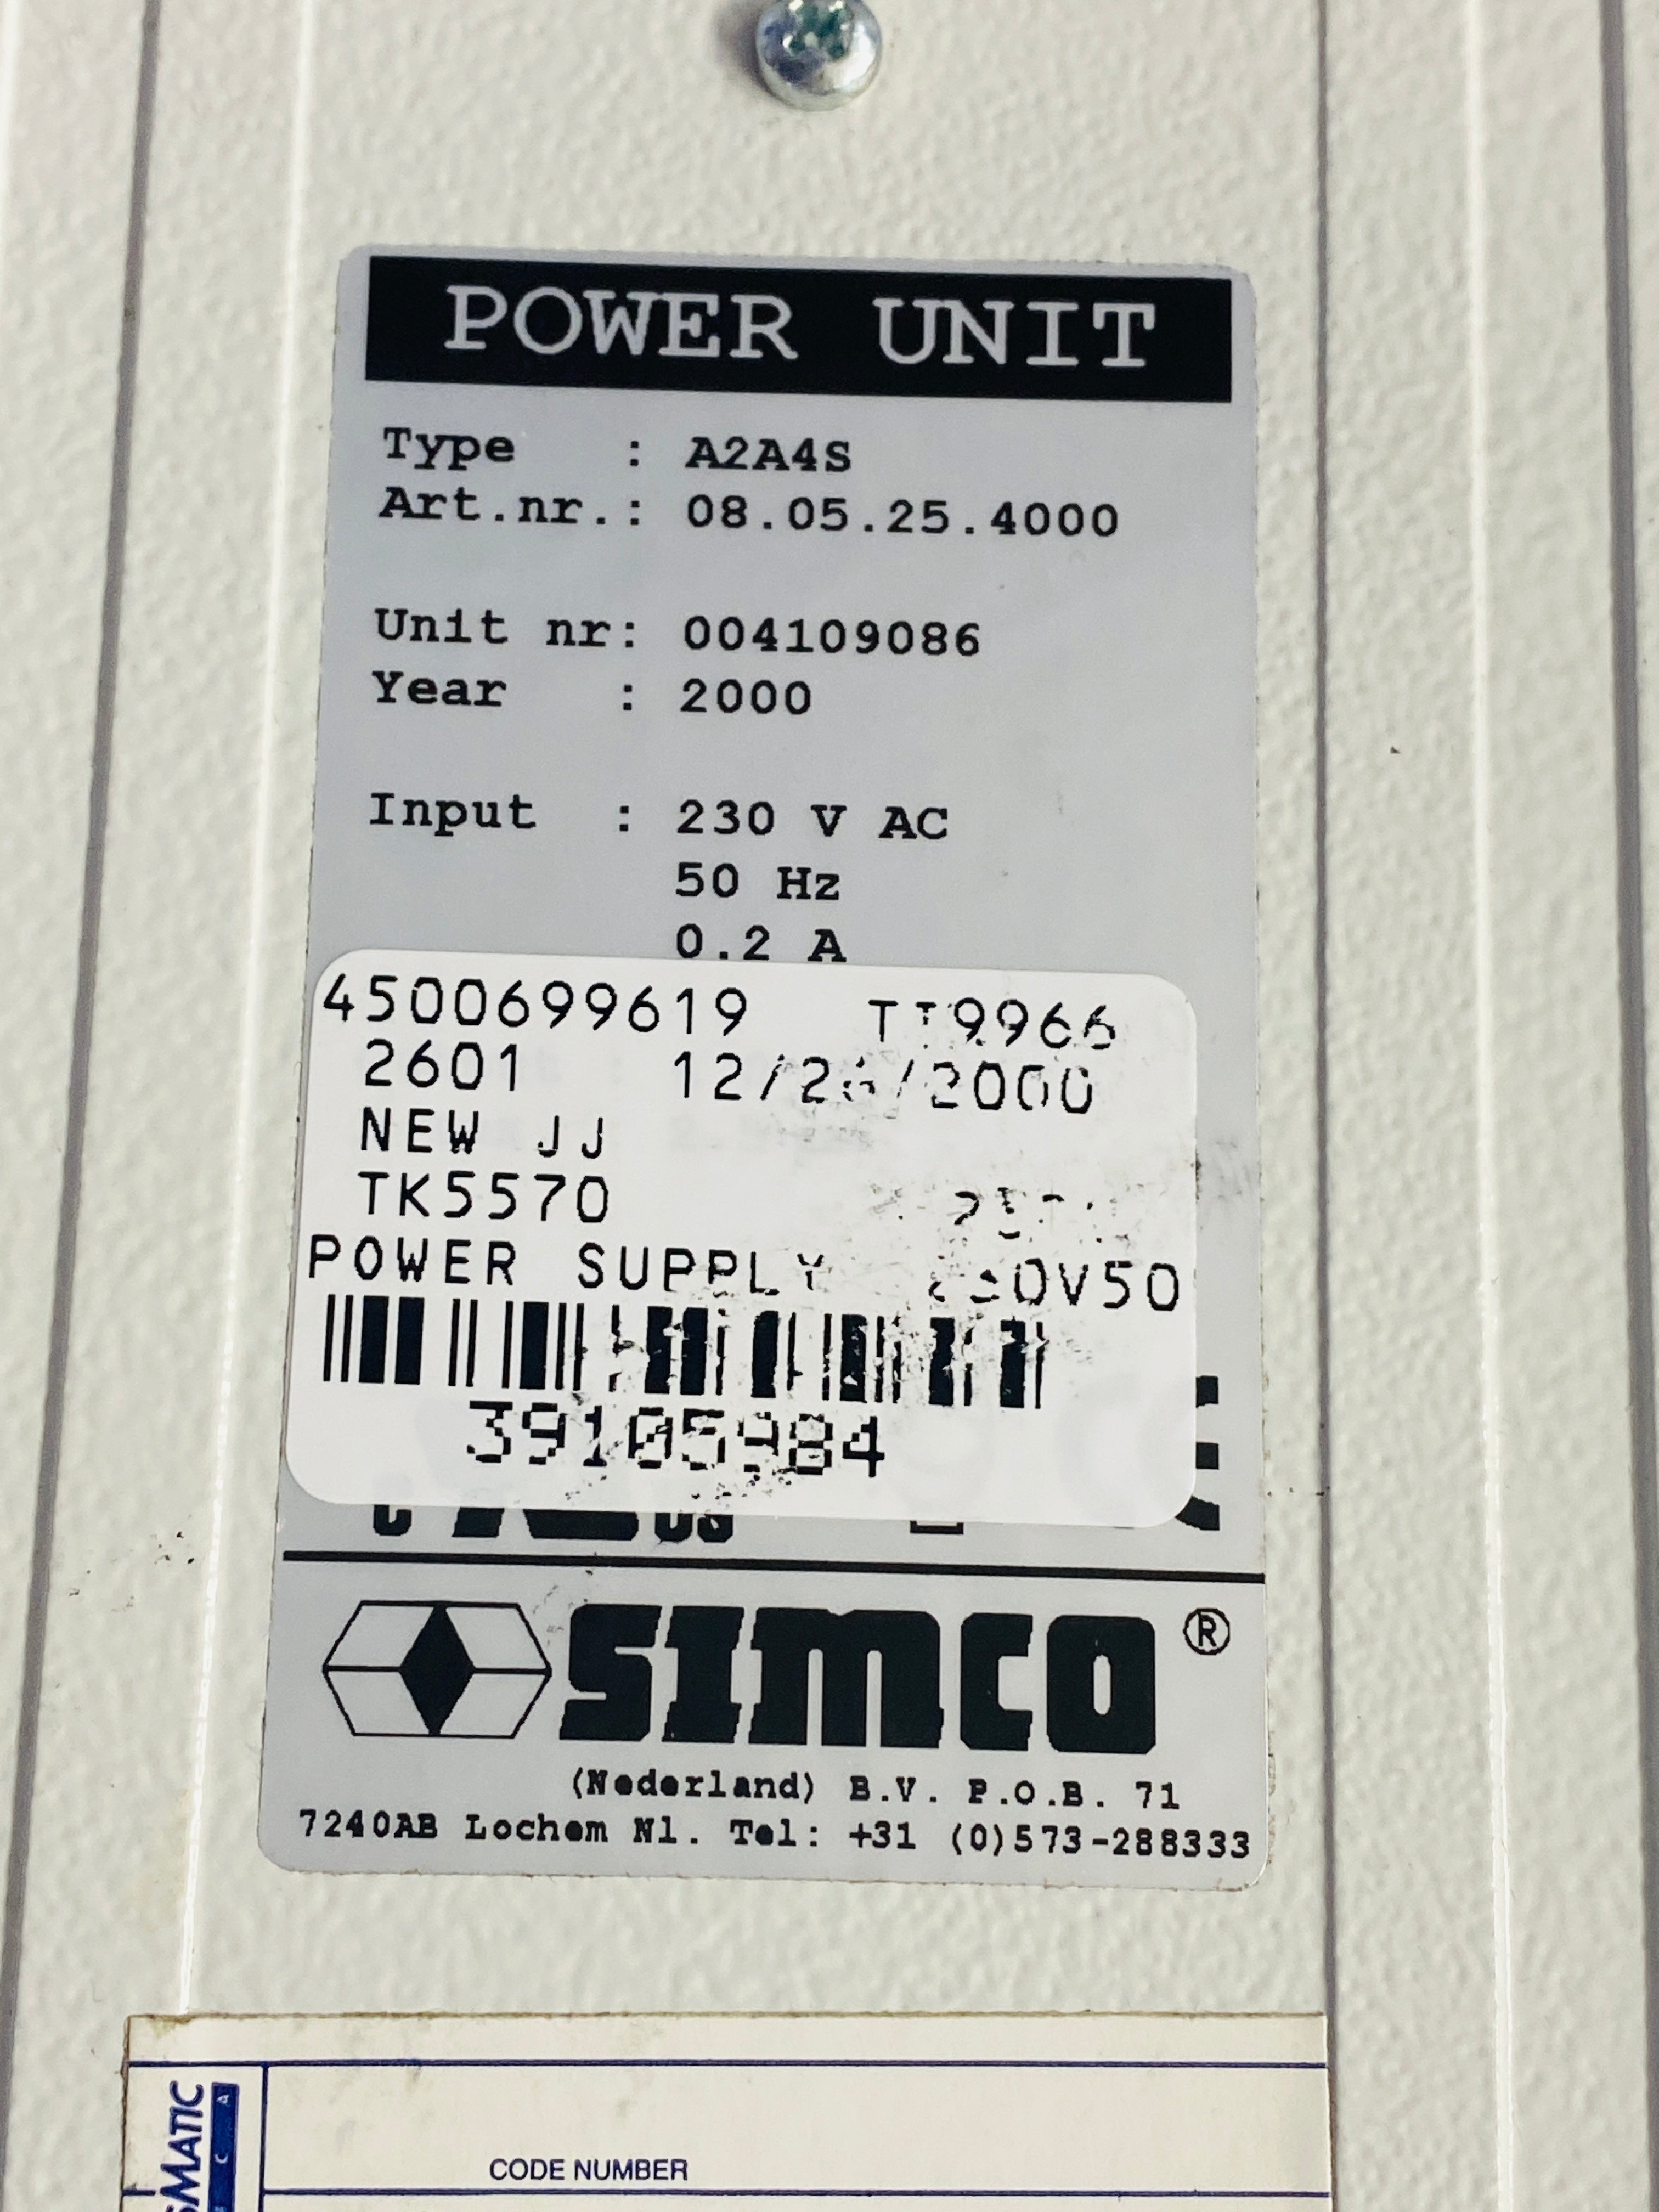 POWER UNIT
Type : A2A4S
Art.nr.: 08.05.25.4000
Unit nr: 004109086
Year : 2000
Input : 230 V AC
50 Hz
0.2 A
4500699619
2601
NEW JJ
TK5570
POWER SUPPLY
39105984
SIMCO®
(Nederland) B.V. P.O.B. 71
7240AB Lochem Nl. Tel: +31 (0)573-288333
CODE NUMBER